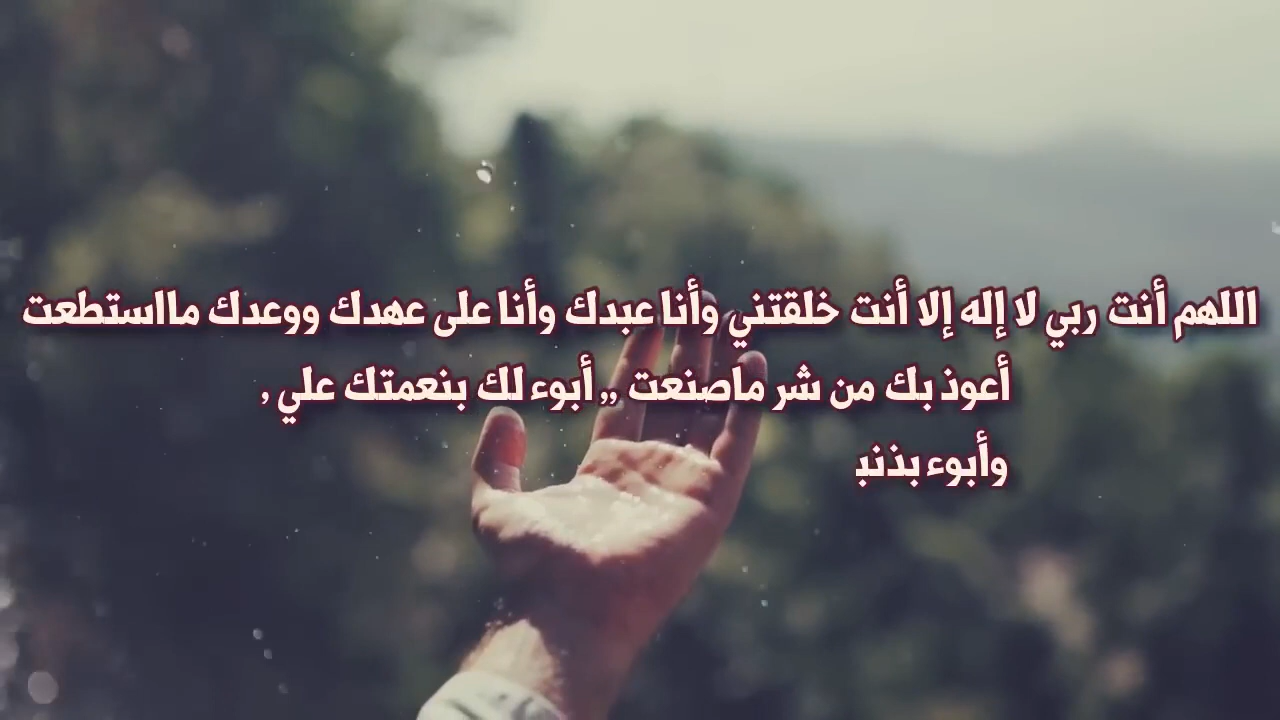 اللهم أنت ربي لا إله إلا أنت خلقتني وأنا عبدك وأنا على عهدك ووعدك مااستطعت
أعوذ بك من شر ماصنعت ,, أبوء لك بنعمتك علي ,
وأبوء بذنبـ